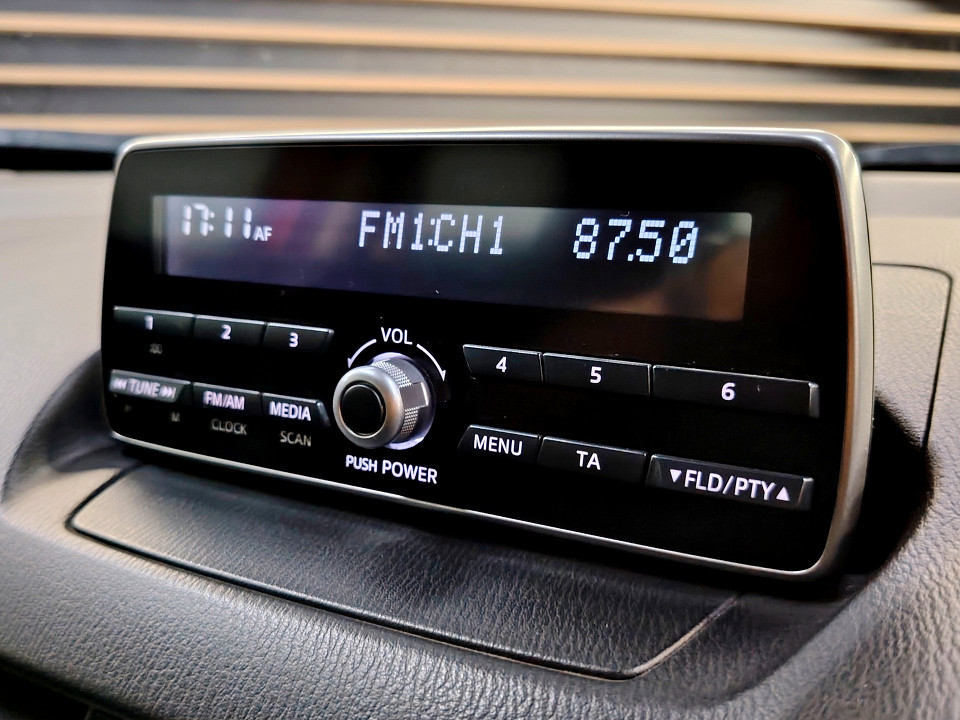 17:11 AF FM1:CH1 87.50
VOL
1 2 3 4 5 6
:00
⏮ TUNE ⏭ FM/AM MEDIA MENU TA ▼FLD/PTY▲
CLOCK SCAN
PUSH POWER